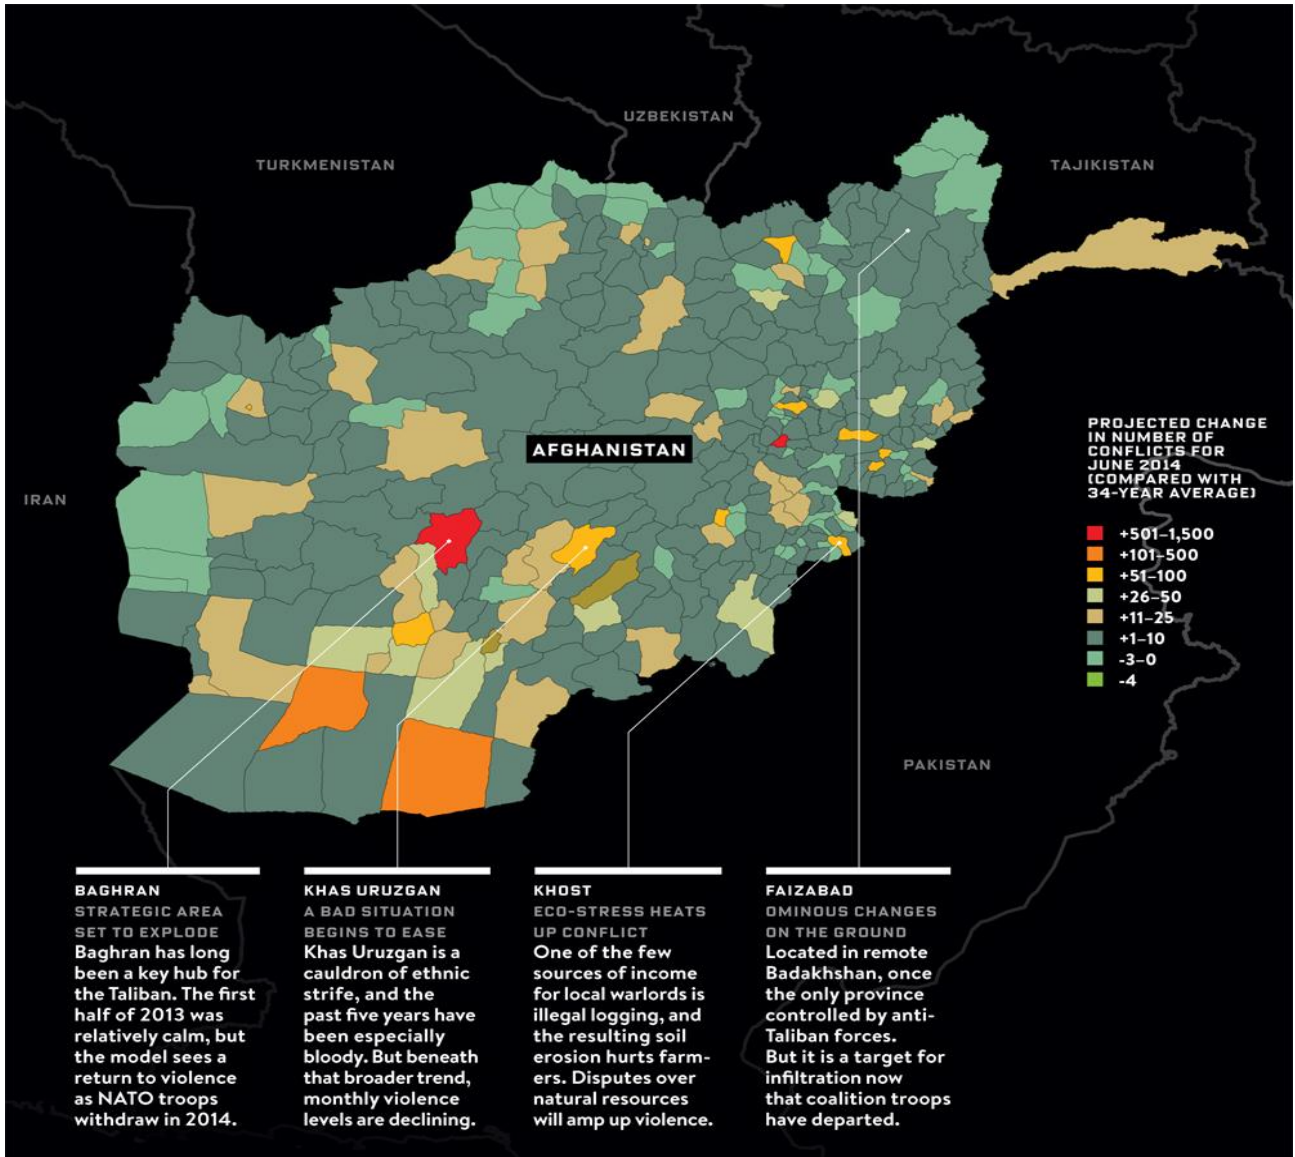 UZBEKISTAN
TURKMENISTAN
TAJIKISTAN
AFGHANISTAN
IRAN
PAKISTAN
PROJECTED CHANGE
IN NUMBER OF
CONFLICTS FOR
JUNE 2014
(COMPARED WITH
34-YEAR AVERAGE)
+501–1,500
+101–500
+51–100
+26–50
+11–25
+1–10
-3–0
-4
BAGHRAN
STRATEGIC AREA
SET TO EXPLODE
Baghran has long
been a key hub for
the Taliban. The first
half of 2013 was
relatively calm, but
the model sees a
return to violence
as NATO troops
withdraw in 2014.
KHAS URUZGAN
A BAD SITUATION
BEGINS TO EASE
Khas Uruzgan is a
cauldron of ethnic
strife, and the
past five years have
been especially
bloody. But beneath
that broader trend,
monthly violence
levels are declining.
KHOST
ECO-STRESS HEATS
UP CONFLICT
One of the few
sources of income
for local warlords is
illegal logging, and
the resulting soil
erosion hurts farm-
ers. Disputes over
natural resources
will amp up violence.
FAIZABAD
OMINOUS CHANGES
ON THE GROUND
Located in remote
Badakhshan, once
the only province
controlled by anti-
Taliban forces.
But it is a target for
infiltration now
that coalition troops
have departed.